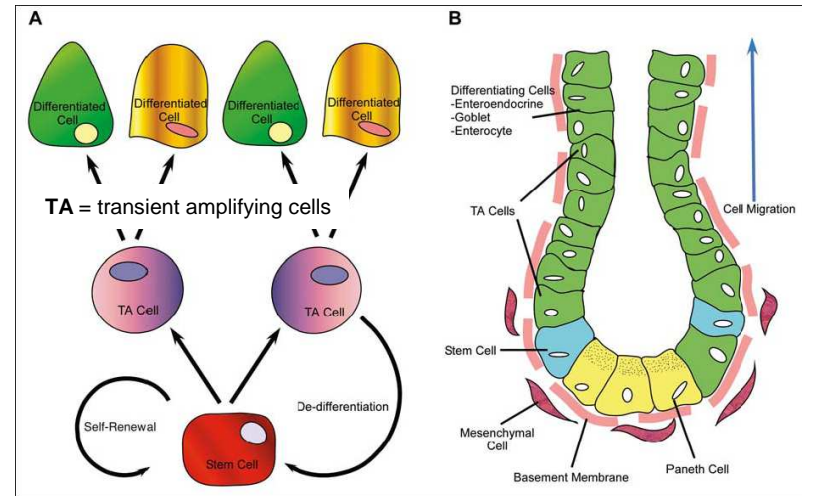 A
Differentiated
Cell
Differentiated
Cell
Differentiated
Cell
Differentiated
Cell
TA = transient amplifying cells
TA Cell
TA Cell
Self-Renewal
De-differentiation
Stem Cell
B
Differentiating Cells
-Enteroendocrine
-Goblet
-Enterocyte
TA Cells
Cell Migration
Stem Cell
Mesenchymal
Cell
Basement Membrane
Paneth Cell